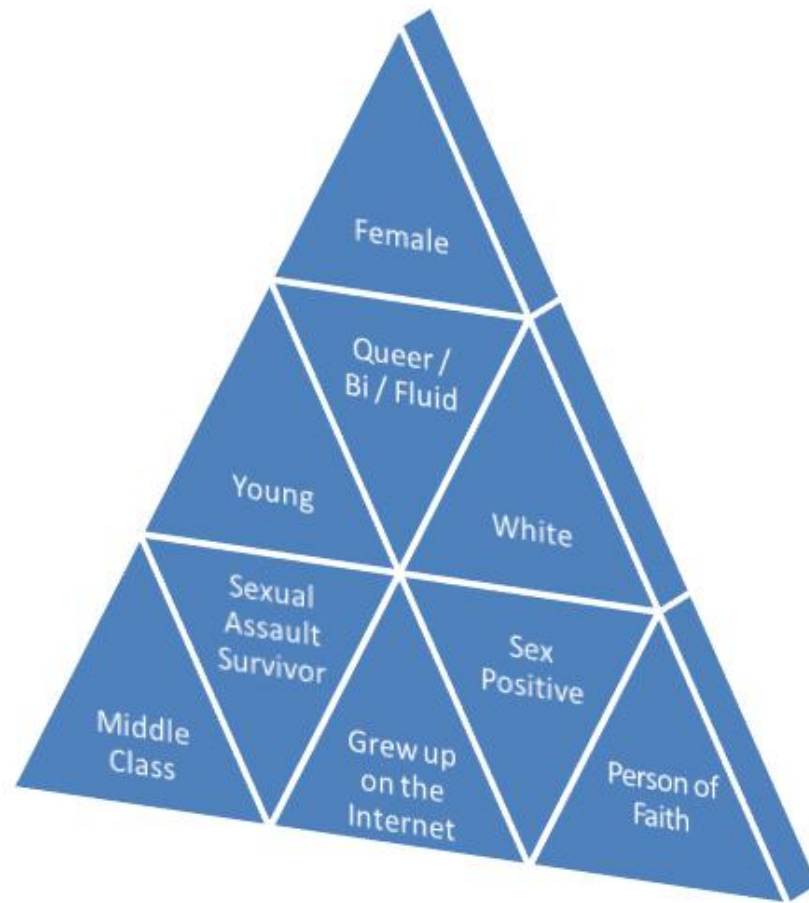 Female
Queer /
Bi / Fluid
Young
White
Sexual
Assault
Survivor
Sex
Positive
Middle
Class
Grew up
on the
Internet
Person of
Faith